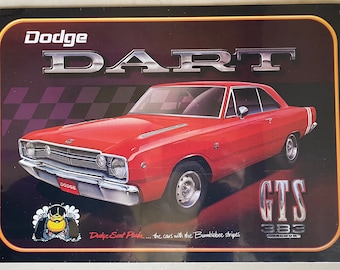 Dodge
DART
DODGE
GTS
383
Dodge Scat Pack ... the cars with the Bumblebee stripes